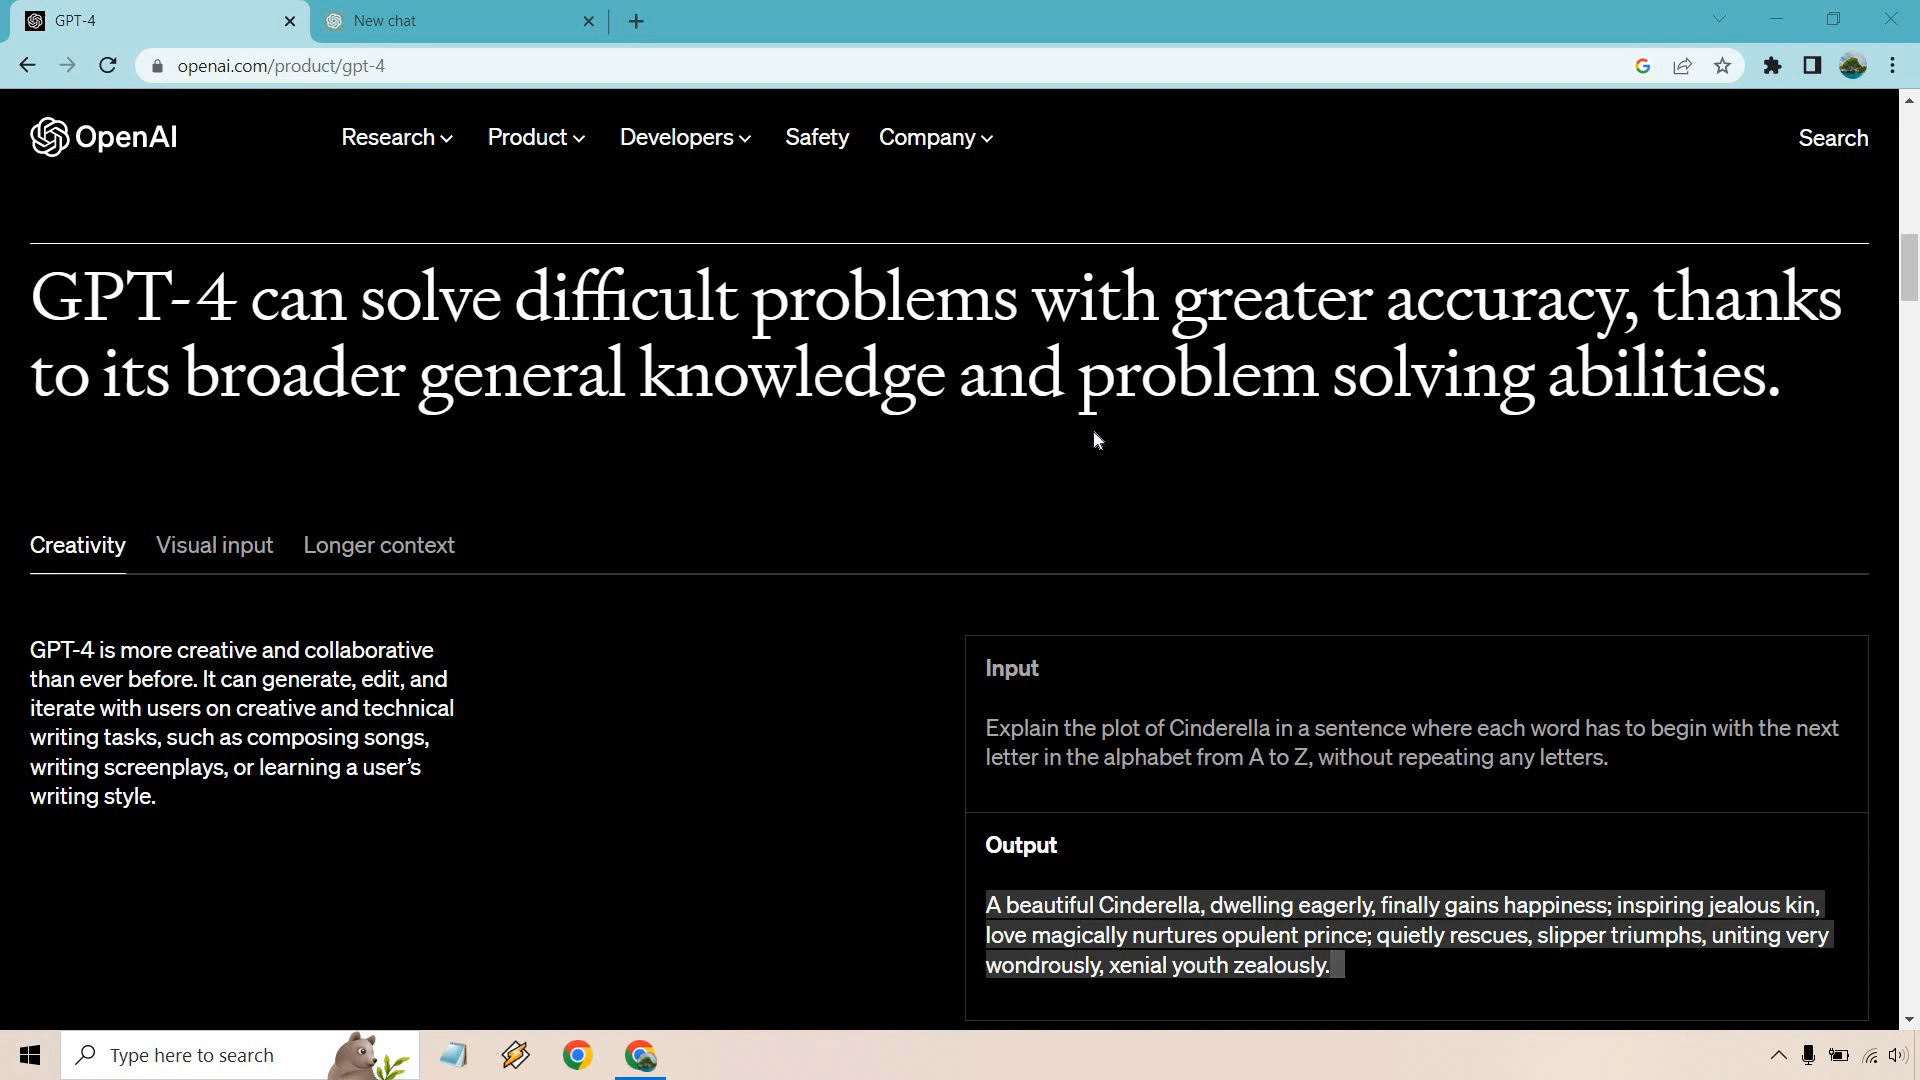 GPT-4
New chat
openai.com/product/gpt-4
OpenAI
Research
Product
Developers
Safety
Company
Search
GPT-4 can solve difficult problems with greater accuracy, thanks
to its broader general knowledge and problem solving abilities.
Creativity
Visual input
Longer context
GPT-4 is more creative and collaborative
than ever before. It can generate, edit, and
iterate with users on creative and technical
writing tasks, such as composing songs,
writing screenplays, or learning a user’s
writing style.
Input
Explain the plot of Cinderella in a sentence where each word has to begin with the next
letter in the alphabet from A to Z, without repeating any letters.
Output
A beautiful Cinderella, dwelling eagerly, finally gains happiness; inspiring jealous kin,
love magically nurtures opulent prince; quietly rescues, slipper triumphs, uniting very
wondrously, xenial youth zealously.
Type here to search